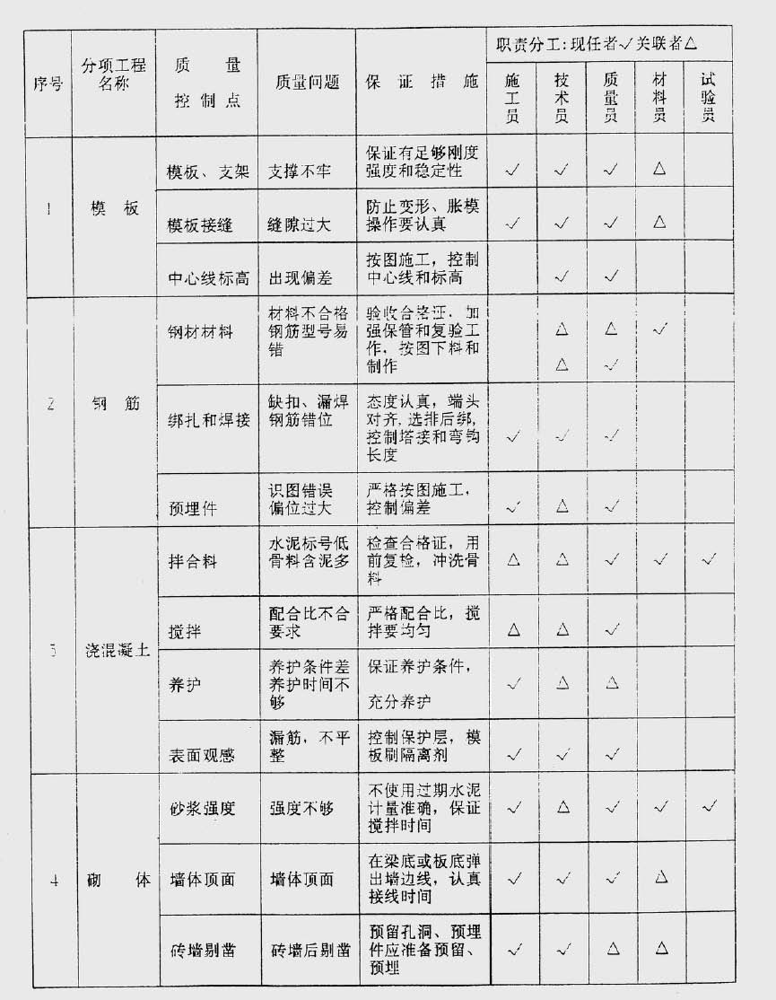 职责分工:现任者√关联者△
序号
分项工程
名称
质 量
控 制 点
质量问题
保 证 措 施
施工员
技术员
质量员
材料员
试验员
1
模 板
模板、支架
支撑不牢
保证有足够刚度
强度和稳定性
√ √ √ △
模板接缝
缝隙过大
防止变形、胀模
操作要认真
√ √ √ △
中心线标高
出现偏差
按图施工，控制
中心线和标高
√ √
2
钢 筋
钢材材料
材料不合格
钢筋型号易
错
验收合格证，加
强保管和复验工
作，按图下料和
制作
△ △ √
△ √
绑扎和焊接
缺扣、漏焊
钢筋错位
态度认真，端头
对齐，选排后绑，
控制塔接和弯钩
长度
√ √ √
预埋件
识图错误
偏位过大
严格按图施工，
控制偏差
√ △ √
3
浇混凝土
拌合料
水泥标号低
骨料含泥多
检查合格证，用
前复检，冲洗骨
料
△ △ √ √ √
搅拌
配合比不合
要求
严格配合比，搅
拌要均匀
△ △ √
养护
养护条件差
养护时间不
够
保证养护条件，
充分养护
√ △ △
表面观感
漏筋，不平
整
控制保护层，模
板刷隔离剂
√ √ √
4
砌 体
砂浆强度
强度不够
不使用过期水泥
计量准确，保证
搅拌时间
√ △ √ √ √
墙体顶面
墙体顶面
在梁底或板底弹
出墙边线，认真
接线时间
√ √ √ △
砖墙剔凿
砖墙后剔凿
预留孔洞、预埋
件应准备预留、
预埋
√ √ △ △